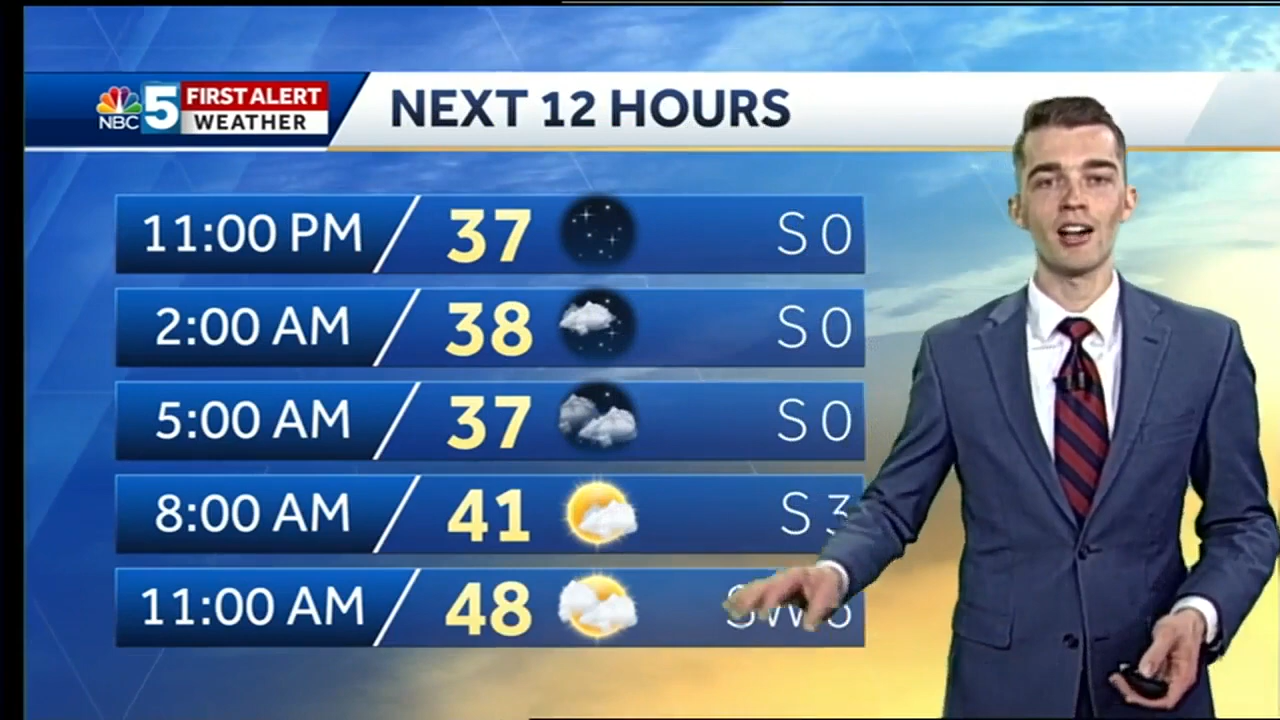 NBC 5 FIRST ALERT WEATHER
NEXT 12 HOURS
11:00 PM 37 S 0
2:00 AM 38 S 0
5:00 AM 37 S 0
8:00 AM 41 S 3
11:00 AM 48